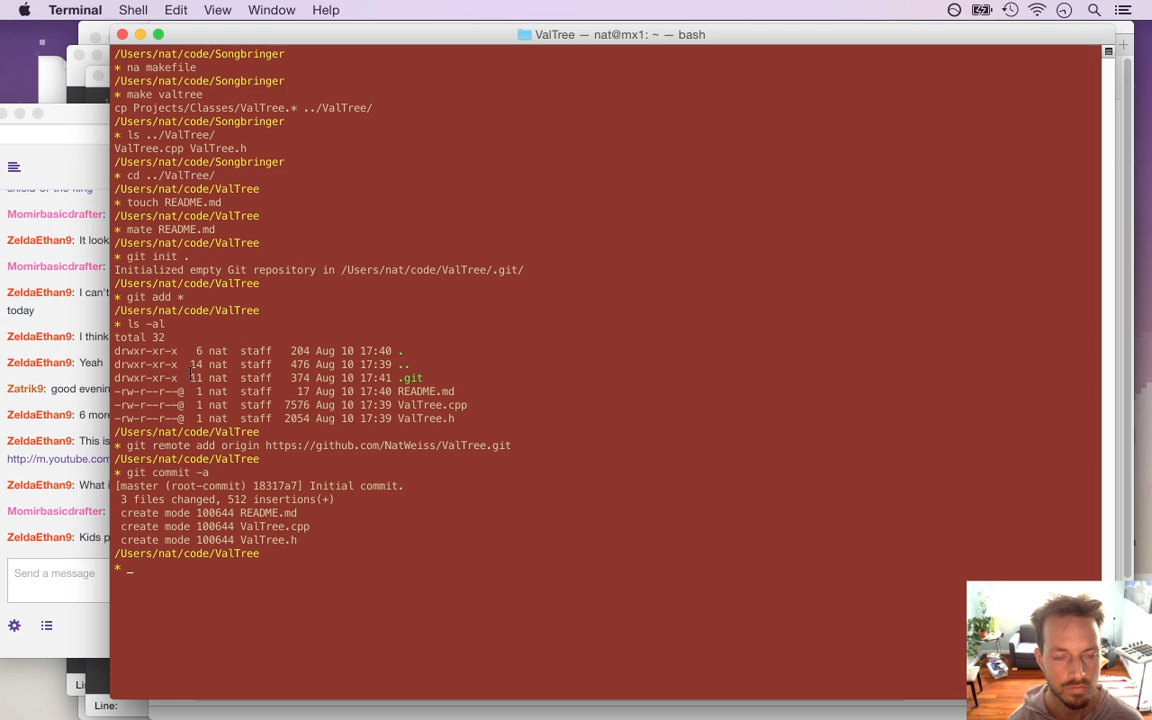 Terminal Shell Edit View Window Help
ValTree — nat@mx1: ~ — bash
/Users/nat/code/Songbringer
* na makefile
/Users/nat/code/Songbringer
* make valtree
cp Projects/Classes/ValTree.* ../ValTree/
/Users/nat/code/Songbringer
* ls ../ValTree/
ValTree.cpp ValTree.h
/Users/nat/code/Songbringer
* cd ../ValTree/
/Users/nat/code/ValTree
* touch README.md
/Users/nat/code/ValTree
* mate README.md
/Users/nat/code/ValTree
* git init .
Initialized empty Git repository in /Users/nat/code/ValTree/.git/
/Users/nat/code/ValTree
* git add *
/Users/nat/code/ValTree
* ls -al
total 32
drwxr-xr-x 6 nat staff 204 Aug 10 17:40 .
drwxr-xr-x 14 nat staff 476 Aug 10 17:39 ..
drwxr-xr-x 11 nat staff 374 Aug 10 17:41 .git
-rw-r--r--@ 1 nat staff 17 Aug 10 17:40 README.md
-rw-r--r--@ 1 nat staff 7576 Aug 10 17:39 ValTree.cpp
-rw-r--r--@ 1 nat staff 2054 Aug 10 17:39 ValTree.h
/Users/nat/code/ValTree
* git remote add origin https://github.com/NatWeiss/ValTree.git
/Users/nat/code/ValTree
* git commit -a
[master (root-commit) 18317a7] Initial commit.
3 files changed, 512 insertions(+)
create mode 100644 README.md
create mode 100644 ValTree.cpp
create mode 100644 ValTree.h
/Users/nat/code/ValTree
* _
Momirbasicdrafter:
ZeldaEthan9: It look
Momirbasicdrafter:
ZeldaEthan9: I can't
today
ZeldaEthan9: I think
ZeldaEthan9: Yeah
Zatrik9: good evenin
ZeldaEthan9: 6 more
ZeldaEthan9: This is
http://m.youtube.com
ZeldaEthan9: What i
Momirbasicdrafter:
ZeldaEthan9: Kids p
Send a message
Line: